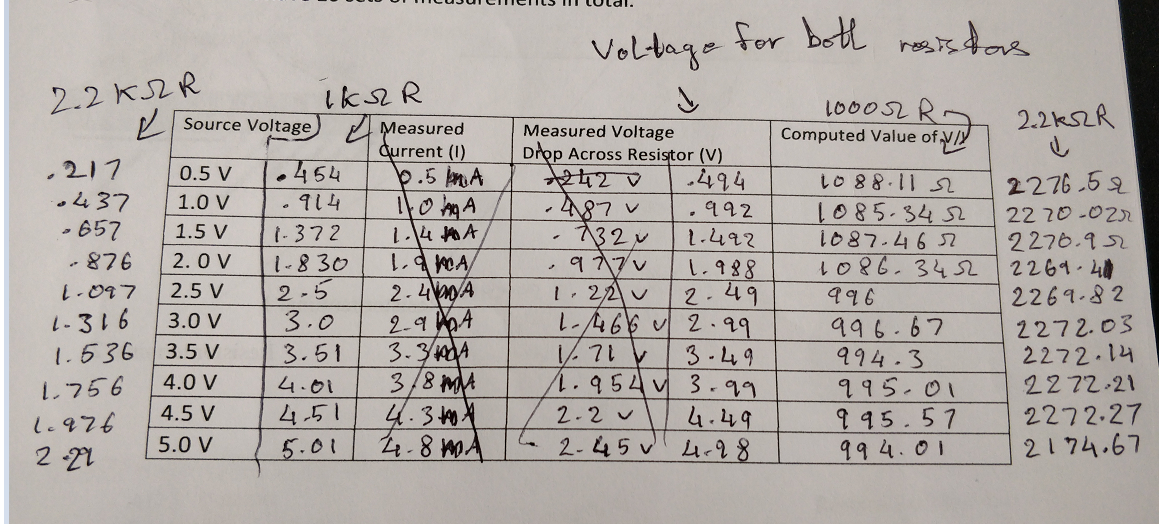 sets of measurements in total.
Voltage for both resistors
2.2 KΩ R 1KΩ R 1000Ω R 2.2kΩR
Source Voltage Measured Current (I) Measured Voltage Drop Across Resistor (V) Computed Value of V/I
.217 0.5 V .454 0.5 mA .242 v .494 1088.11 Ω 2276.5 Ω
.437 1.0 V .914 1.0 mA .487 v .992 1085.34 Ω 2270.02Ω
.657 1.5 V 1.372 1.4 mA .732 v 1.492 1087.46 Ω 2270.9 Ω
.876 2.0 V 1.830 1.9 mA .977 v 1.988 1086.34 Ω 2269.41
1.097 2.5 V 2.5 2.4 mA 1.22 v 2.49 996 2269.82
1.316 3.0 V 3.0 2.9 mA 1.466 v 2.99 996.67 2272.03
1.536 3.5 V 3.51 3.3 mA 1.71 v 3.49 994.3 2272.14
1.756 4.0 V 4.01 3.8 mA 1.954 v 3.99 995.01 2272.21
1.976 4.5 V 4.51 4.3 mA 2.2 v 4.49 995.57 2272.27
2.29 5.0 V 5.01 4.8 mA 2.45 v 4.98 994.01 2174.67